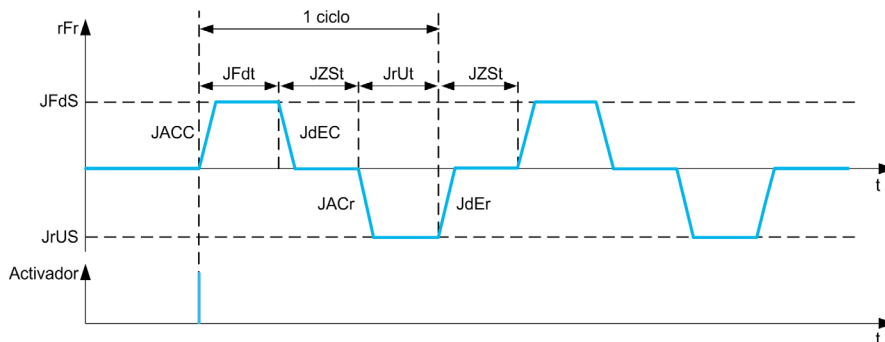 1 ciclo
rFr
JFdt
JZSt
JrUt
JZSt
JFdS
JACC
JdEC
t
JACr
JdEr
JrUS
Activador
t